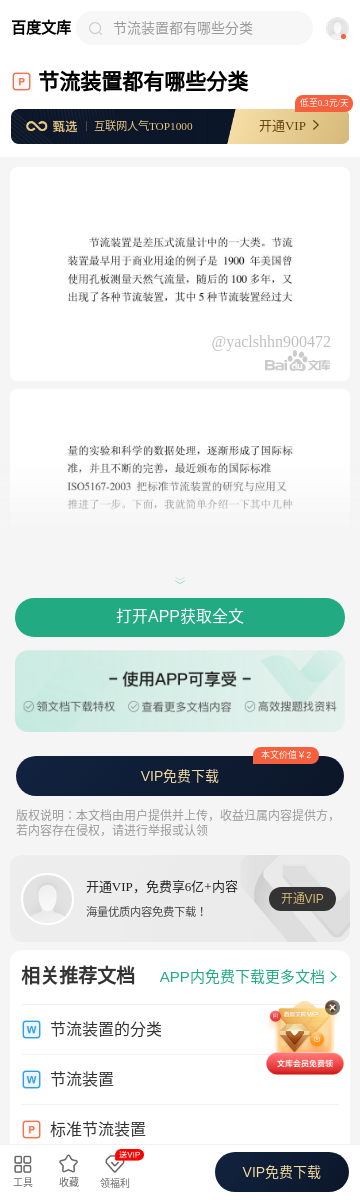 百度文库
节流装置都有哪些分类
节流装置都有哪些分类
低至0.3元/天
甄选
互联网人气TOP1000
开通VIP
节流装置是差压式流量计中的一大类。节流
装置最早用于商业用途的例子是 1900 年美国曾
使用孔板测量天然气流量，随后的 100 多年，又
出现了各种节流装置，其中 5 种节流装置经过大
@yaclshhn900472
Bai du 文库
量的实验和科学的数据处理，逐渐形成了国际标
准，并且不断的完善，最近颁布的国际标准
ISO5167-2003 把标准节流装置的研究与应用又
推进了一步。下面，我就简单介绍一下其中几种
打开APP获取全文
– 使用APP可享受 –
领文档下载特权
查看更多文档内容
高效搜题找资料
本文价值￥2
VIP免费下载
版权说明：本文档由用户提供并上传，收益归属内容提供方，
若内容存在侵权，请进行举报或认领
开通VIP，免费享6亿+内容
海量优质内容免费下载！
开通VIP
相关推荐文档
APP内免费下载更多文档
W 节流装置的分类
W 节流装置
P 标准节流装置
文库会员免费领
工具
收藏
送VIP
领福利
VIP免费下载